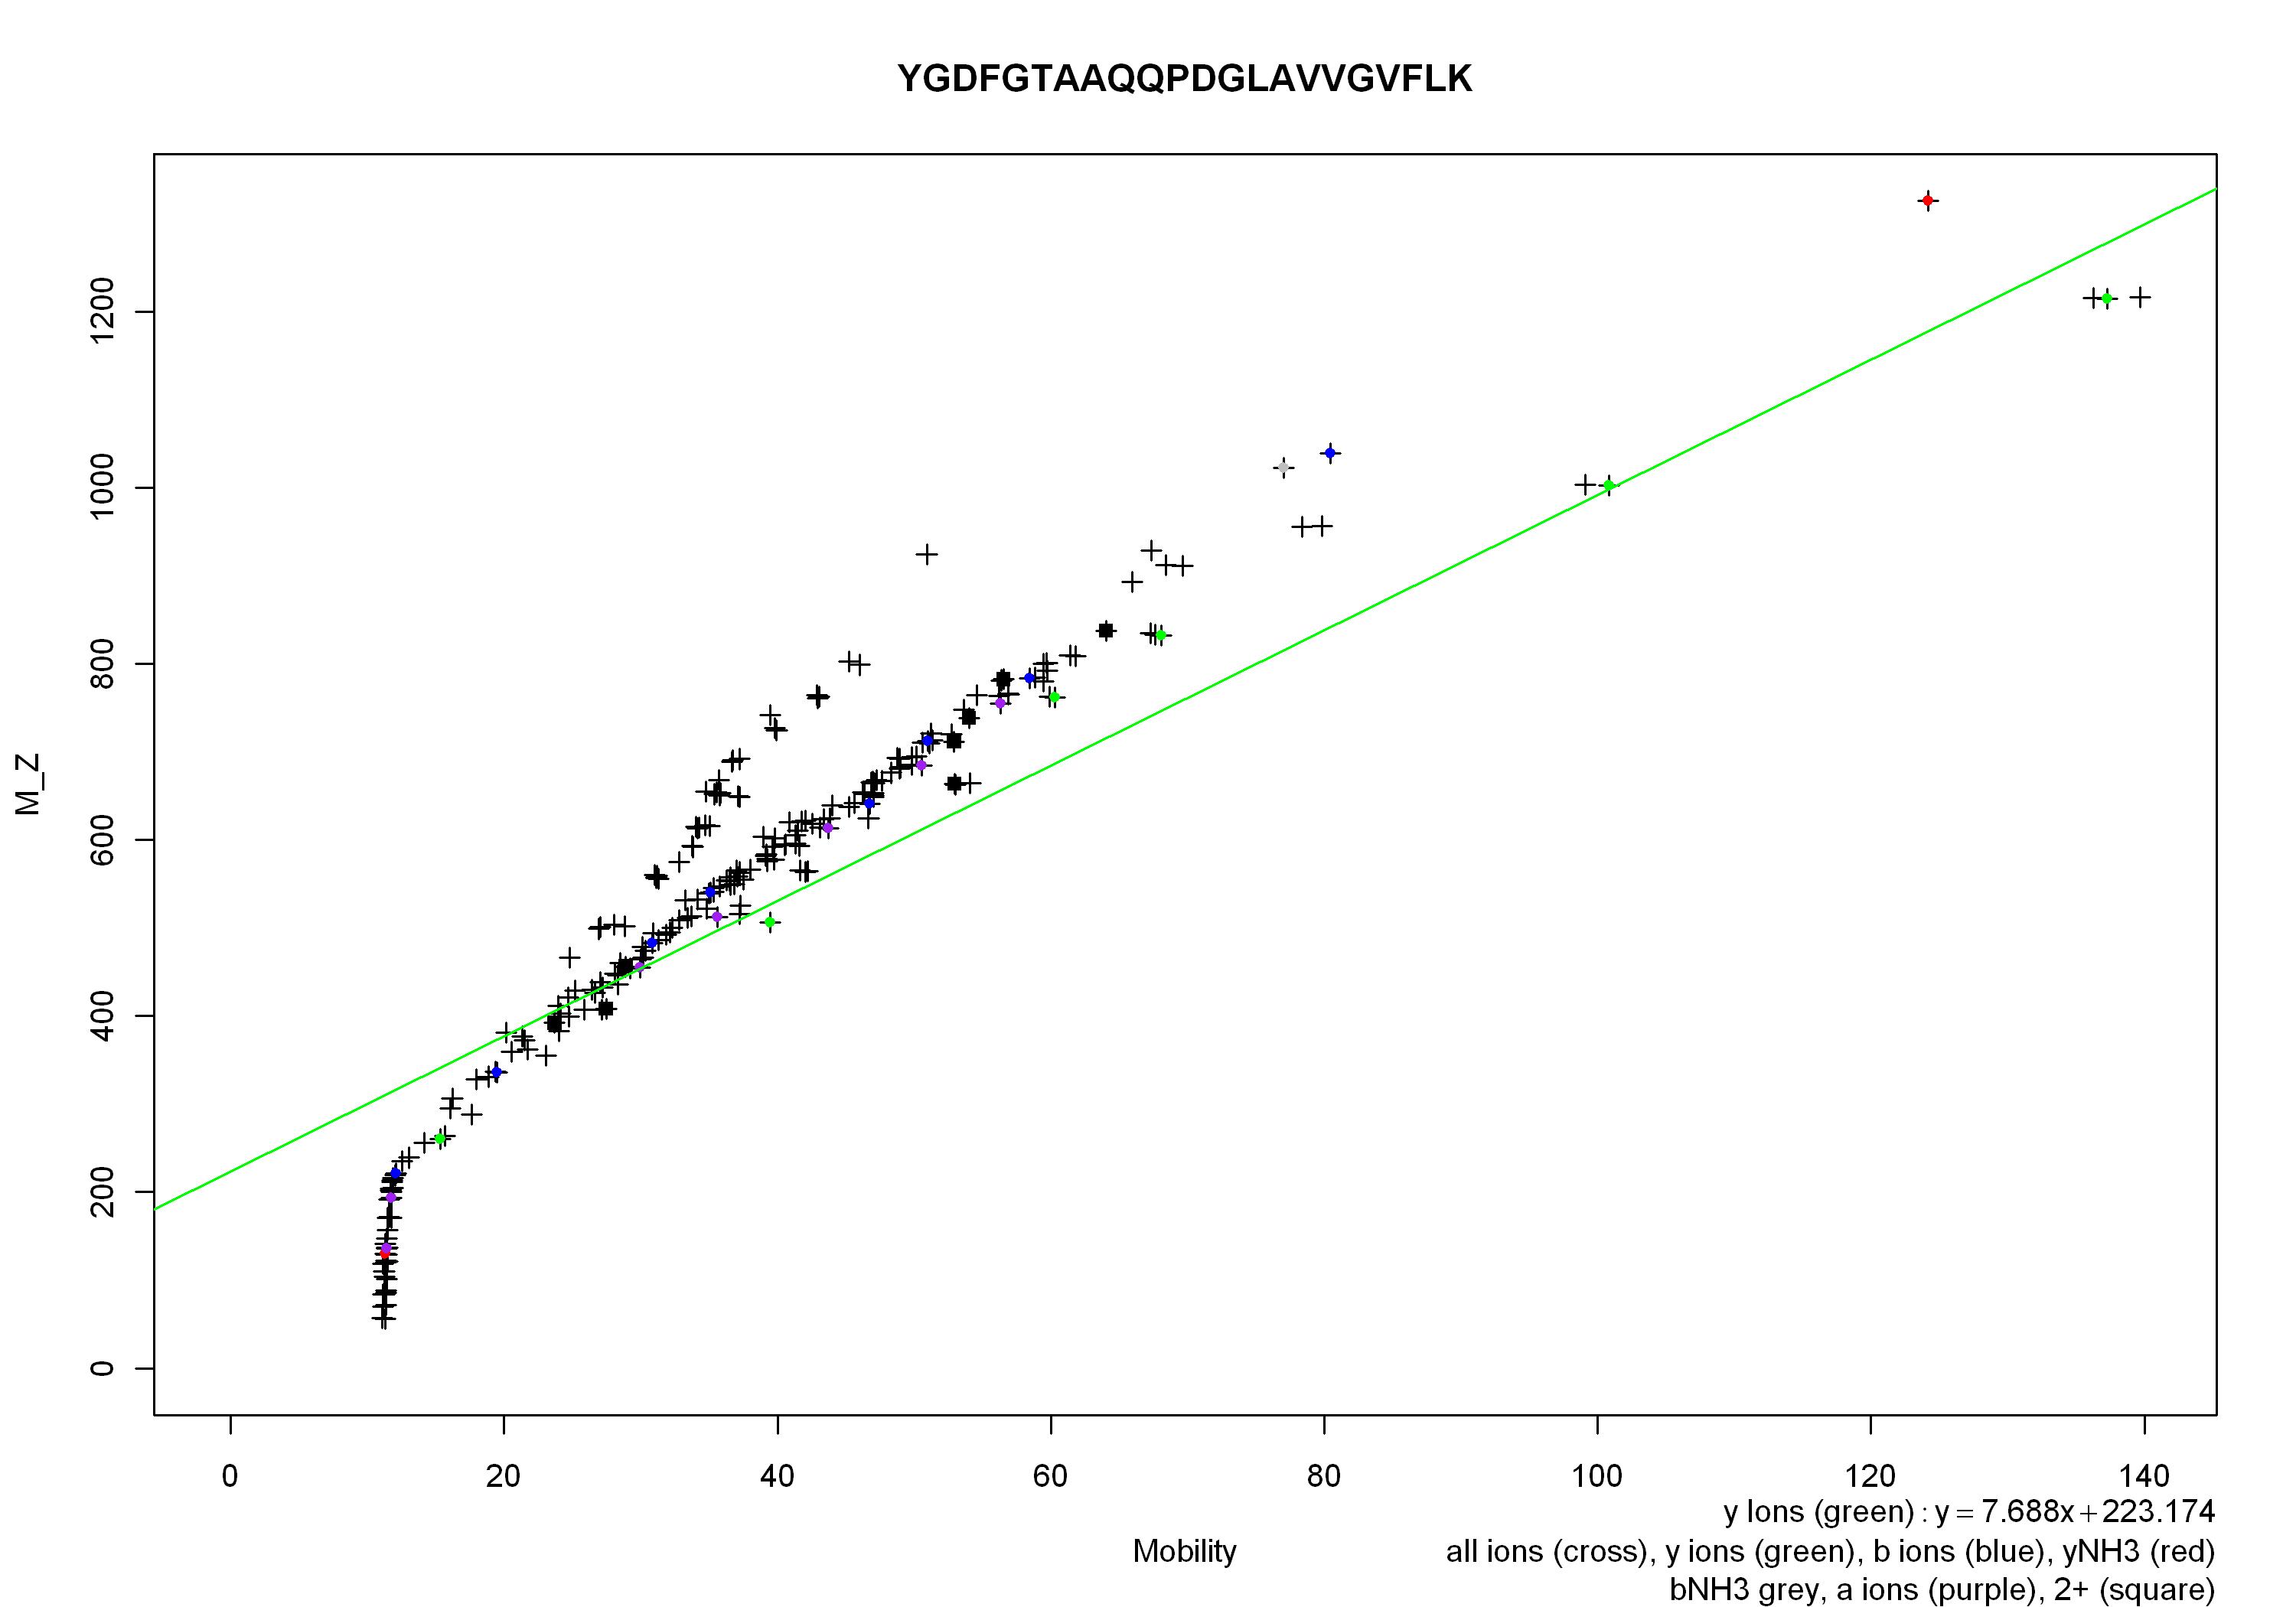 YGDFGTAAQQPDGLAVVGVFLK
M_Z
1200
1000
800
600
400
200
0
0 20 40 60 80 100 120 140
y Ions (green) : y = 7.688x + 223.174
Mobility
all ions (cross), y ions (green), b ions (blue), yNH3 (red)
bNH3 grey, a ions (purple), 2+ (square)